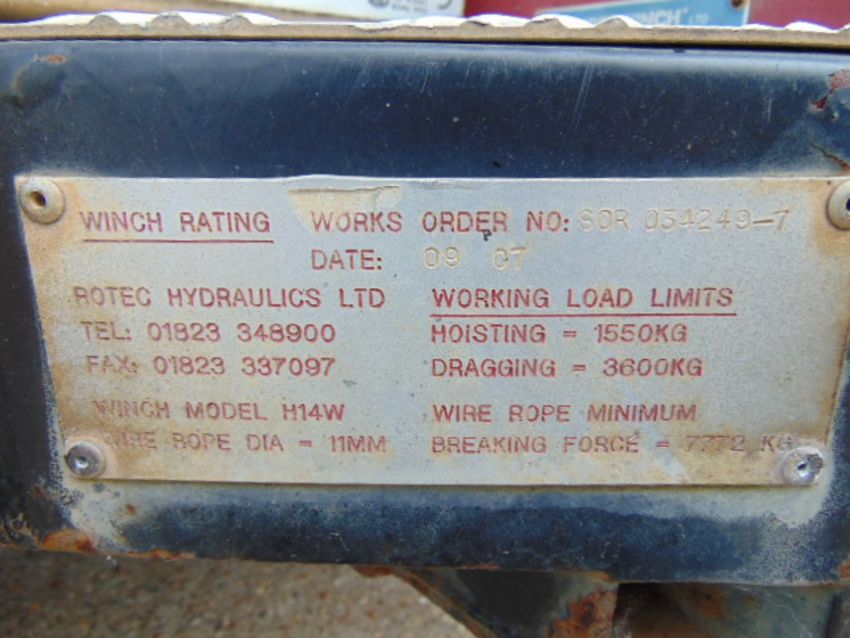 WINCH LTD
WINCH RATING WORKS ORDER NO: SOR 034249-7
DATE: 09 07
ROTEC HYDRAULICS LTD WORKING LOAD LIMITS
TEL: 01823 348900 HOISTING = 1550KG
FAX: 01823 337097 DRAGGING = 3600KG
WINCH MODEL H14W WIRE ROPE MINIMUM
WIRE ROPE DIA = 11MM BREAKING FORCE = 7772 KG